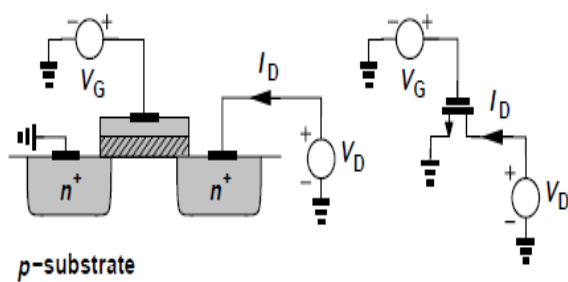 − +
V_G
I_D
+
−
V_D
n+
n+
p−substrate
− +
V_G
I_D
+
−
V_D